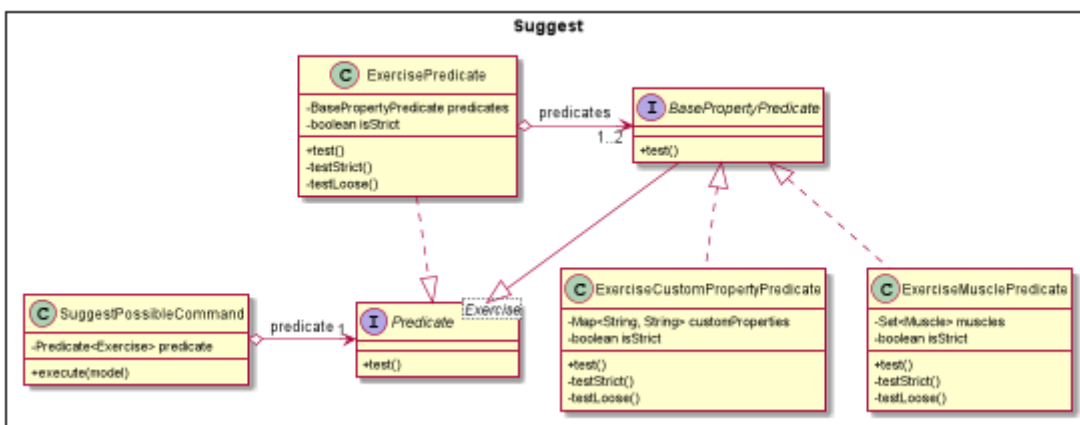 Suggest
C ExercisePredicate
-BasePropertyPredicate predicates
-boolean isStrict
+test()
-testStrict()
-testLoose()
predicates
1..2
I BasePropertyPredicate
+test()
C SuggestPossibleCommand
-Predicate<Exercise> predicate
+execute(model)
predicate 1
I Predicate
Exercise
+test()
C ExerciseCustomPropertyPredicate
-Map<String, String> customProperties
-boolean isStrict
+test()
-testStrict()
-testLoose()
C ExerciseMusclePredicate
-Set<Muscle> muscles
-boolean isStrict
+test()
-testStrict()
-testLoose()